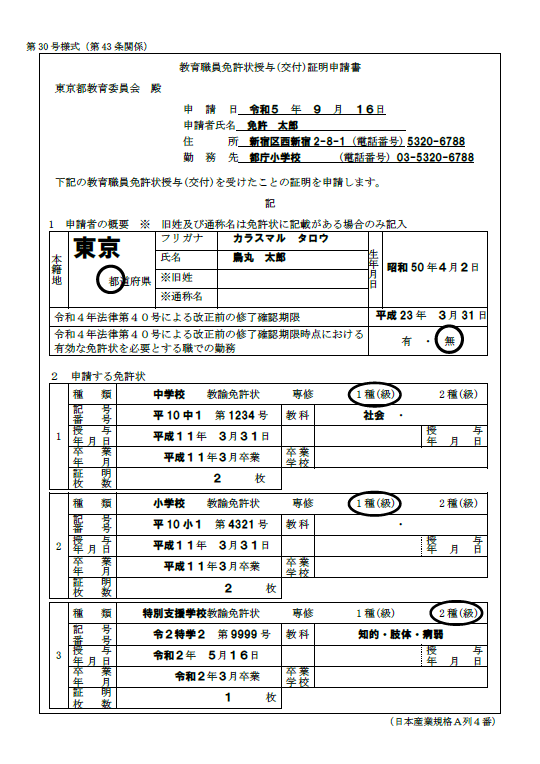 第30号様式（第43条関係）
教育職員免許状授与(交付)証明申請書
東京都教育委員会　殿
申　請　日　令和５　年　９　月　１６日
申請者氏名　免許　太郎
住　　　所　新宿区西新宿2-8-1 (電話番号) 5320-6788
勤　務　先　都庁小学校　(電話番号) 03-5320-6788
下記の教育職員免許状授与(交付)を受けたことの証明を申請します。
記
１　申請者の概要　※　旧姓及び通称名は免許状に記載がある場合のみ記入
本籍地　東京
都道府県
フリガナ　カラスマル　タロウ
氏名　烏丸　太郎
※旧姓
※通称名
生年月日　昭和50年４月２日
令和４年法律第４０号による改正前の修了確認期限　平成23年　３月31日
令和４年法律第４０号による改正前の修了確認期限時点における
有効な免許状を必要とする職での勤務　有　・　無
２　申請する免許状
1
種　類　中学校　教諭免許状　専修　１種(級)　２種(級)
記号番号　平10中１　第1234号　教科　社会　・
授与年月日　平成１１年　３月３１日　授与年月日
卒業年月　平成１１年３月卒業　卒業学校
証明枚数　２　枚
2
種　類　小学校　教諭免許状　専修　１種(級)　２種(級)
記号番号　平10小１　第4321号　教科　・
授与年月日　平成１１年　３月３１日　授与年月日
卒業年月　平成１１年３月卒業　卒業学校
証明枚数　２　枚
3
種　類　特別支援学校教諭免許状　専修　１種(級)　２種(級)
記号番号　令２特学２　第9999号　教科　知的・肢体・病弱
授与年月日　令和２年　５月１６日　授与年月日
卒業年月　令和２年３月卒業　卒業学校
証明枚数　１　枚
（日本産業規格Ａ列４番）